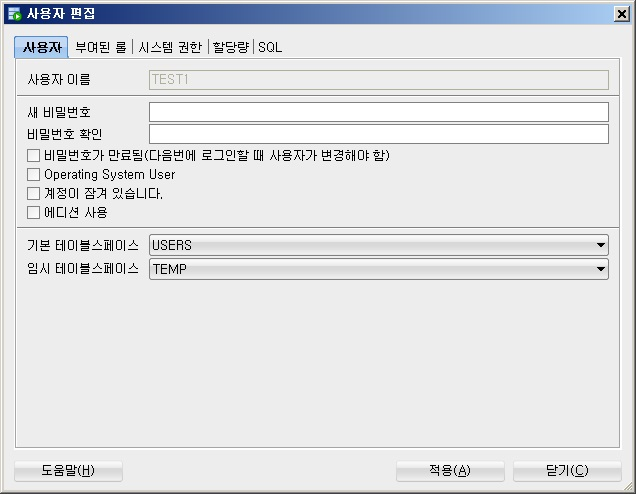 사용자 편집
사용자 부여된 롤 시스템 권한 할당량 SQL
사용자 이름 TEST1
새 비밀번호
비밀번호 확인
비밀번호가 만료됨(다음번에 로그인할 때 사용자가 변경해야 함)
Operating System User
계정이 잠겨 있습니다.
에디션 사용
기본 테이블스페이스 USERS
임시 테이블스페이스 TEMP
도움말(H) 적용(A) 닫기(C)